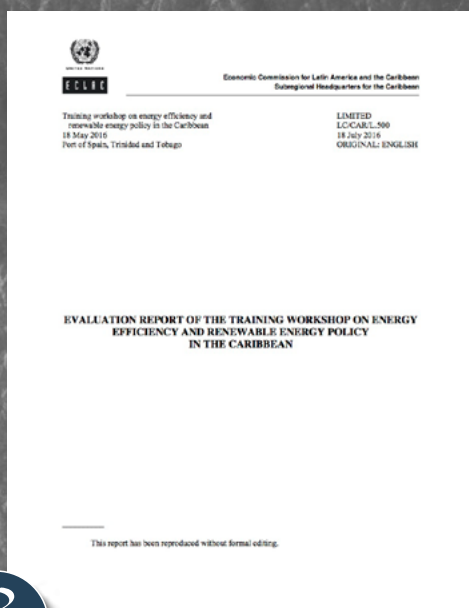 UNITED NATIONS
ECLAC
Economic Commission for Latin America and the Caribbean
Subregional Headquarters for the Caribbean
Training workshop on energy efficiency and
renewable energy policy in the Caribbean
18 May 2016
Port of Spain, Trinidad and Tobago
LIMITED
LC/CAR/L.500
18 July 2016
ORIGINAL: ENGLISH
EVALUATION REPORT OF THE TRAINING WORKSHOP ON ENERGY
EFFICIENCY AND RENEWABLE ENERGY POLICY
IN THE CARIBBEAN
This report has been reproduced without formal editing.